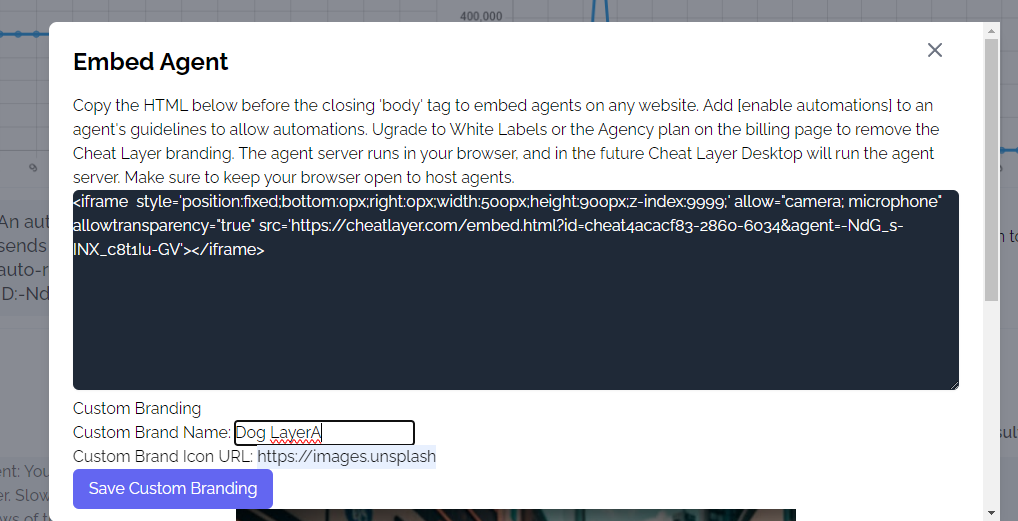 400,000
Embed Agent
Copy the HTML below before the closing 'body' tag to embed agents on any website. Add [enable automations] to an
agent's guidelines to allow automations. Ugrade to White Labels or the Agency plan on the billing page to remove the
Cheat Layer branding. The agent server runs in your browser, and in the future Cheat Layer Desktop will run the agent
server. Make sure to keep your browser open to host agents.
<iframe  style='position:fixed;bottom:0px;right:0px;width:500px;height:900px;z-index:9999;' allow="camera; microphone"
allowtransparency="true" src='https://cheatlayer.com/embed.html?id=cheat4acacf83-2860-6034&agent=-NdG_s-
INX_c8t1Iu-GV'></iframe>
An aut
sends
auto-r
D:-Nd
Custom Branding
Custom Brand Name: Dog LayerA
Custom Brand Icon URL: https://images.unsplash
Save Custom Branding
ent: You
er. Slow
ws of t